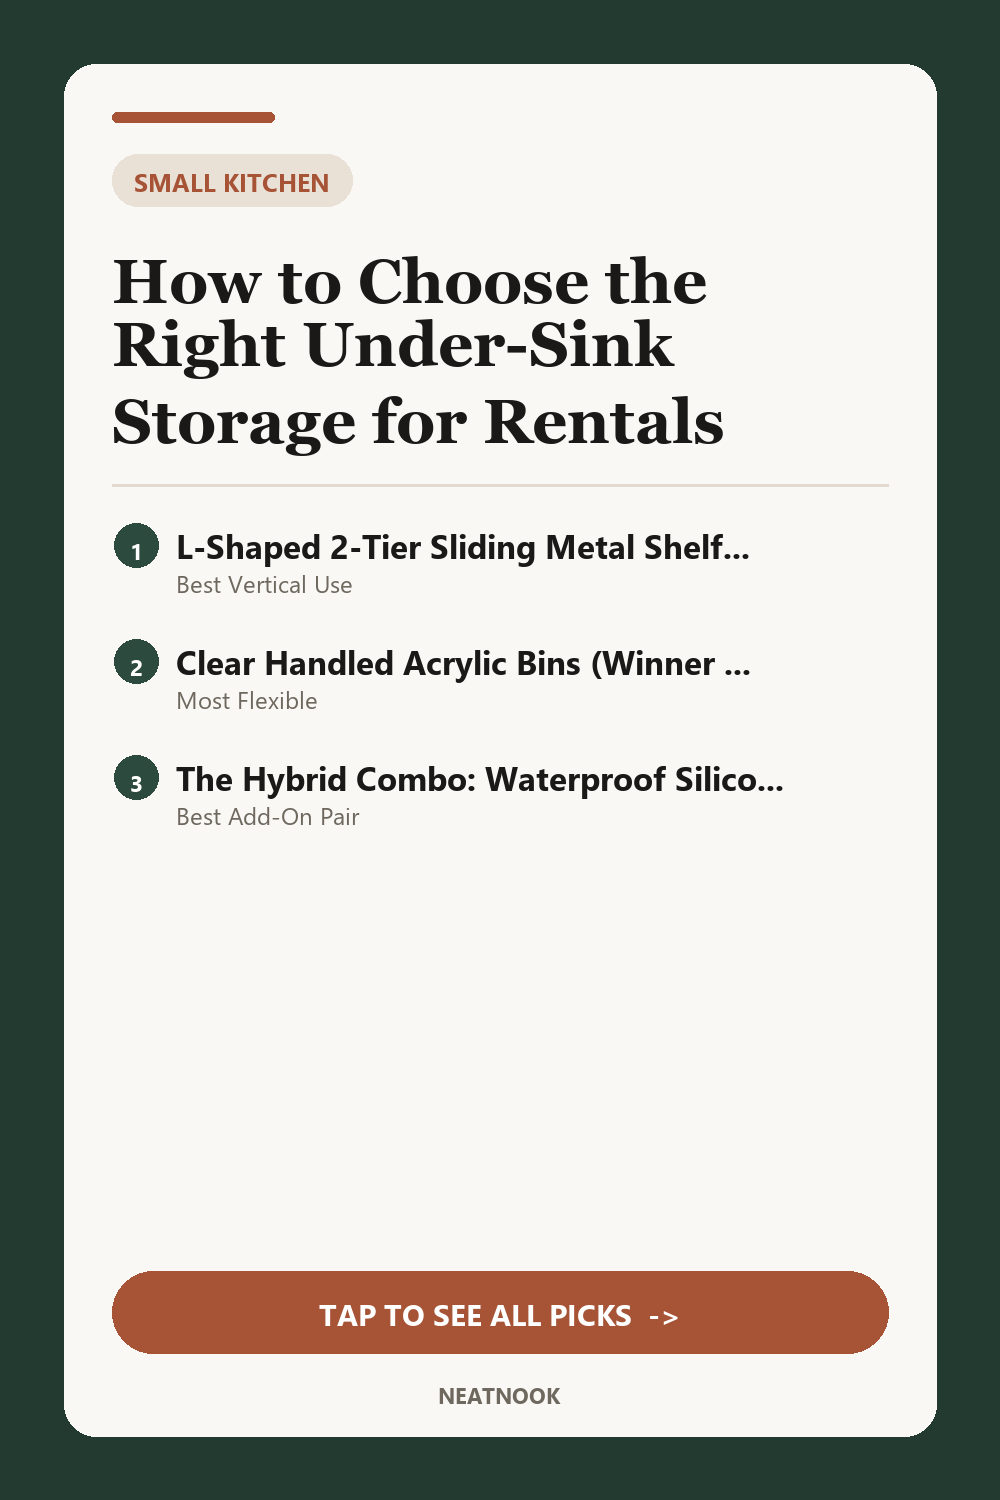 SMALL KITCHEN
How to Choose the
Right Under-Sink
Storage for Rentals
1 L-Shaped 2-Tier Sliding Metal Shelf...
Best Vertical Use
2 Clear Handled Acrylic Bins (Winner ...
Most Flexible
3 The Hybrid Combo: Waterproof Silico...
Best Add-On Pair
TAP TO SEE ALL PICKS ->
NEATNOOK